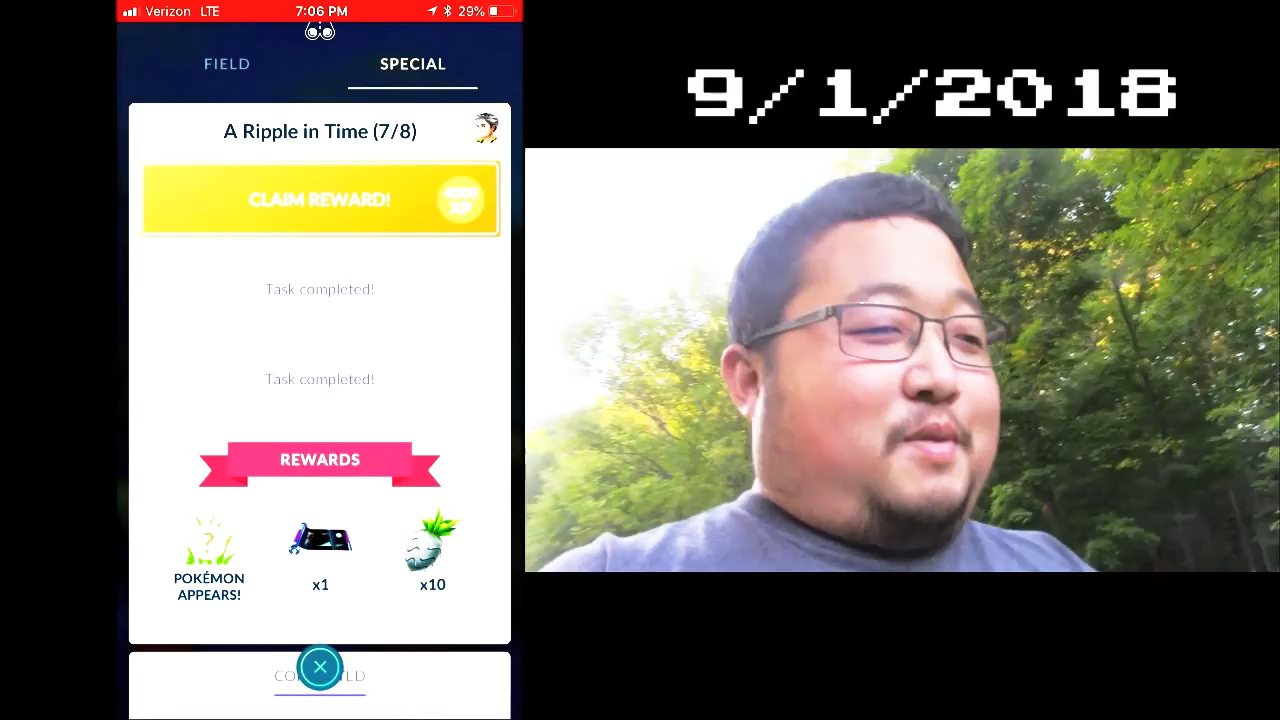 Verizon LTE 7:06 PM 29%
FIELD SPECIAL
A Ripple in Time (7/8)
CLAIM REWARD!
XP
Task completed!
Task completed!
REWARDS
?
POKÉMON
APPEARS!
x1
x10
9/1/2018